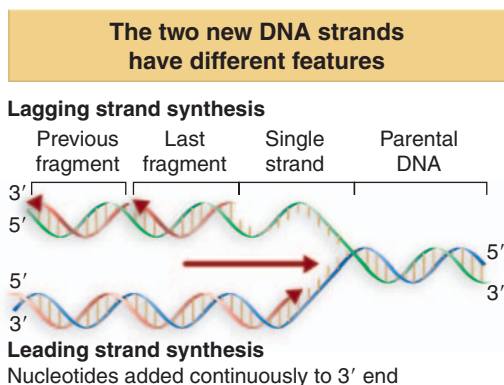 The two new DNA strands
have different features
Lagging strand synthesis
Previous fragment
Last fragment
Single strand
Parental DNA
3′
5′
5′
3′
5′
3′
Leading strand synthesis
Nucleotides added continuously to 3′ end